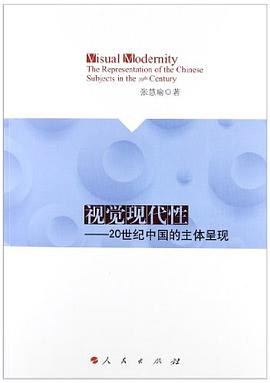 Visual Modernity
The Representation of the Chinese
Subjects in the 20th Century
张慧瑜◎著
视觉现代性
——20世纪中国的主体呈现
人民出版社